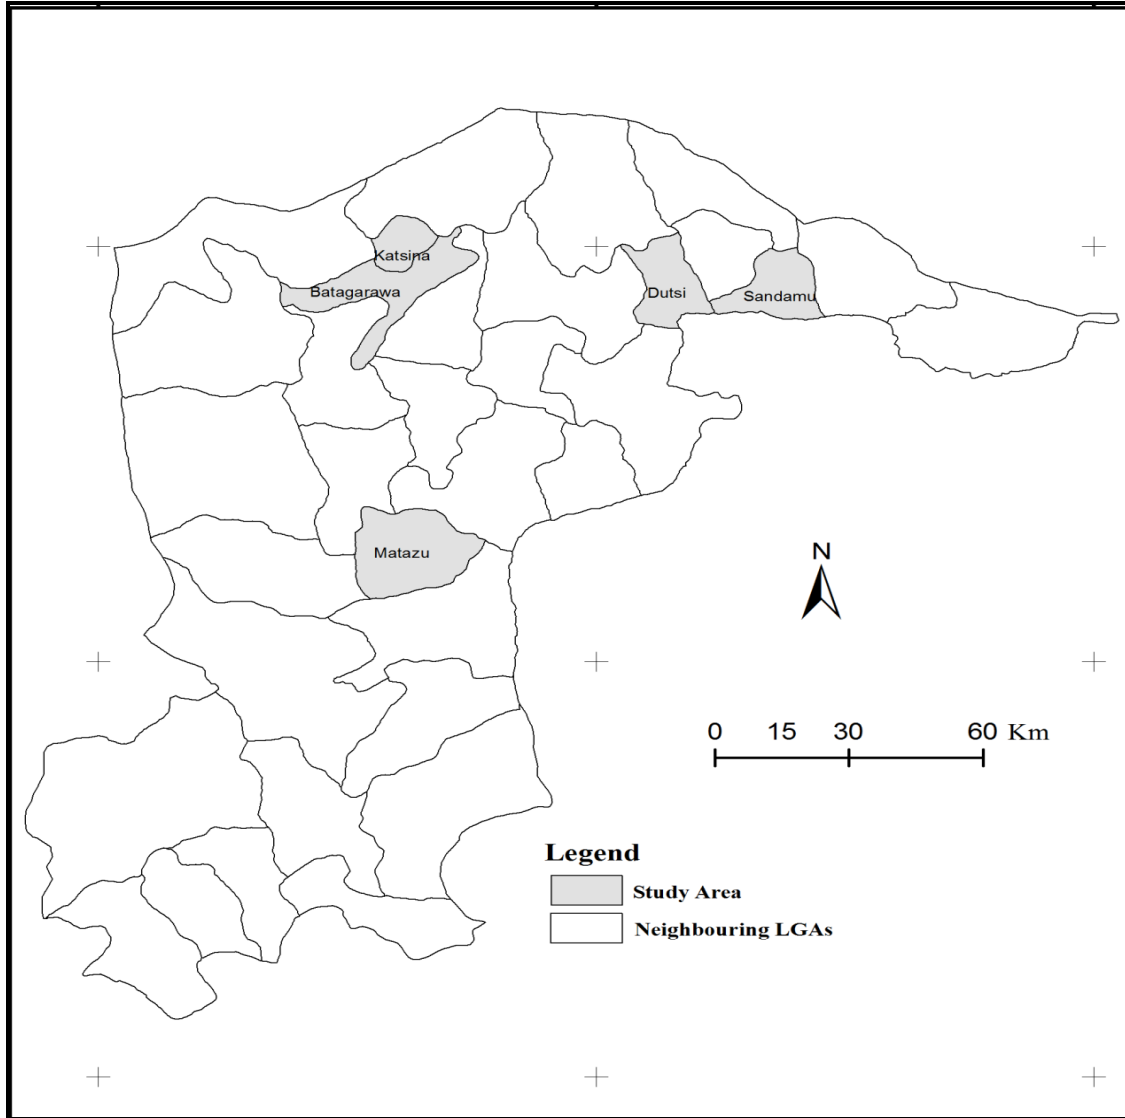 Katsina
Batagarawa
Dutsi
Sandamu
Matazu
N
0 15 30 60 Km
Legend
Study Area
Neighbouring LGAs